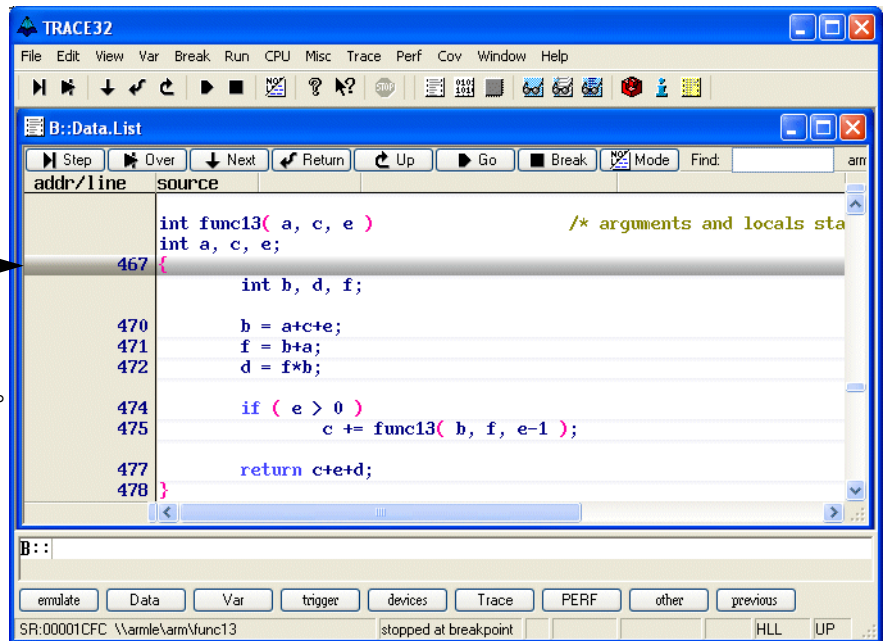 TRACE32
File Edit View Var Break Run CPU Misc Trace Perf Cov Window Help
B::Data.List
Step Over Next Return Up Go Break Mode Find: arm
addr/line source
int func13( a, c, e ) /* arguments and locals sta
int a, c, e;
467 {
int b, d, f;
470 b = a+c+e;
471 f = b+a;
472 d = f*b;
474 if ( e > 0 )
475 c += func13( b, f, e-1 );
477 return c+e+d;
478 }
B::
emulate Data Var trigger devices Trace PERF other previous
SR:00001CFC \\armle\arm\func13 stopped at breakpoint HLL UP